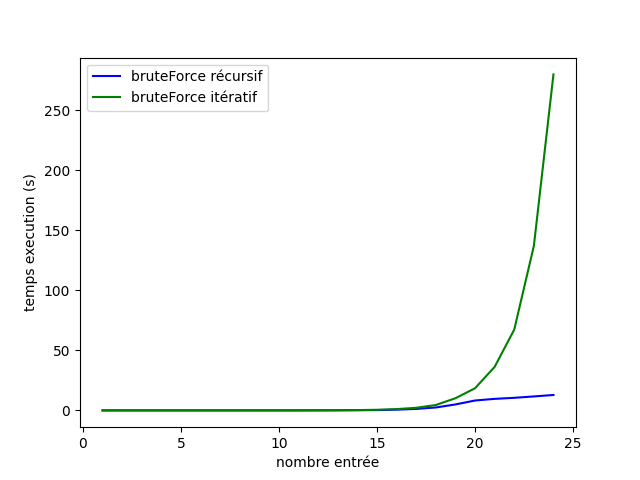 bruteForce récursif
bruteForce itératif
250
200
150
100
50
0
temps execution (s)
0 5 10 15 20 25
nombre entrée